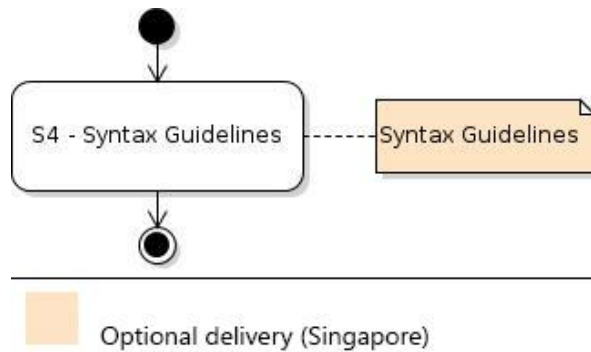 S4 - Syntax Guidelines
Syntax Guidelines
Optional delivery (Singapore)